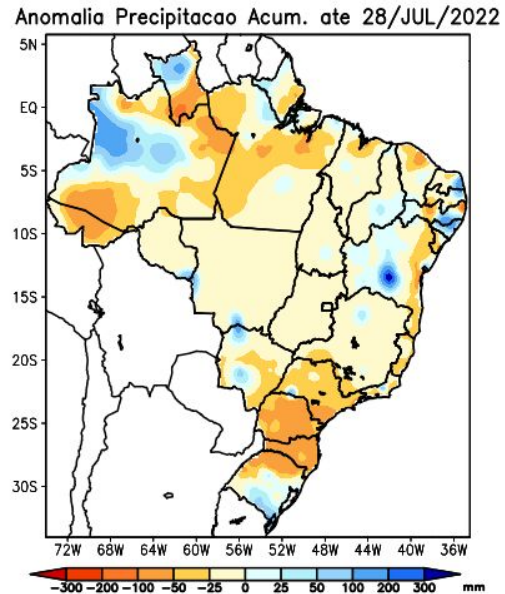 Anomalia Precipitacao Acum. ate 28/JUL/2022
5N
EQ
5S
10S
15S
20S
25S
30S
72W 68W 64W 60W 56W 52W 48W 44W 40W 36W
-300 -200 -100 -50 -25 0 25 50 100 200 300 mm